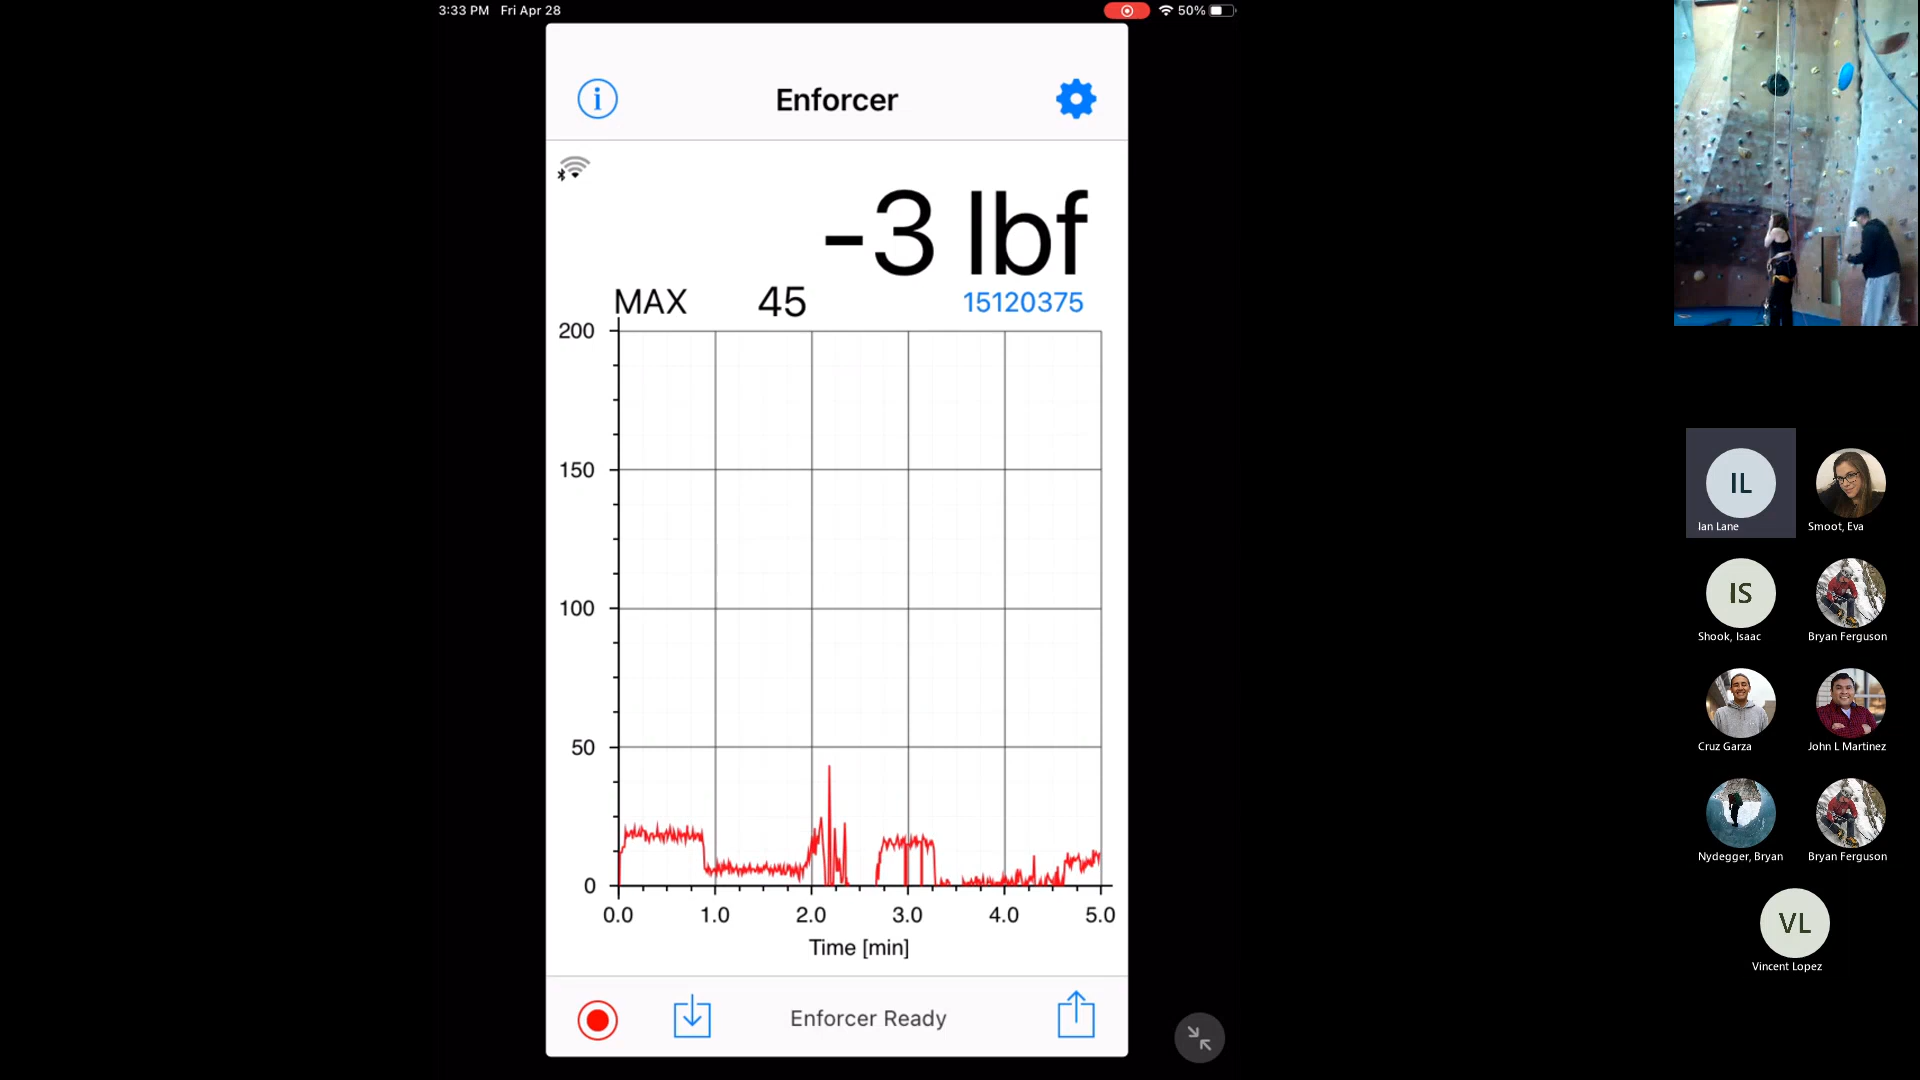 3:33 PM Fri Apr 28
50%
Enforcer
-3 lbf
MAX 45 15120375
200
150
100
50
0
0.0 1.0 2.0 3.0 4.0 5.0
Time [min]
Enforcer Ready
IL
Ian Lane
Smoot, Eva
IS
Shook, Isaac
Bryan Ferguson
Cruz Garza
John L Martinez
Nydegger, Bryan
Bryan Ferguson
VL
Vincent Lopez